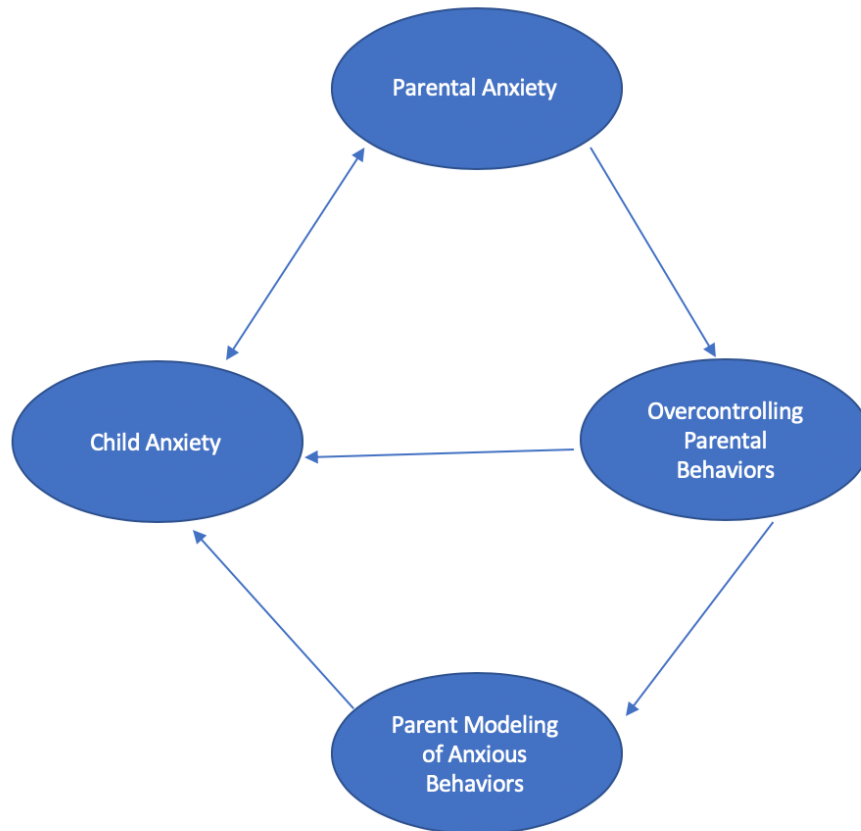 Parental Anxiety
Child Anxiety
Overcontrolling
Parental
Behaviors
Parent Modeling
of Anxious
Behaviors